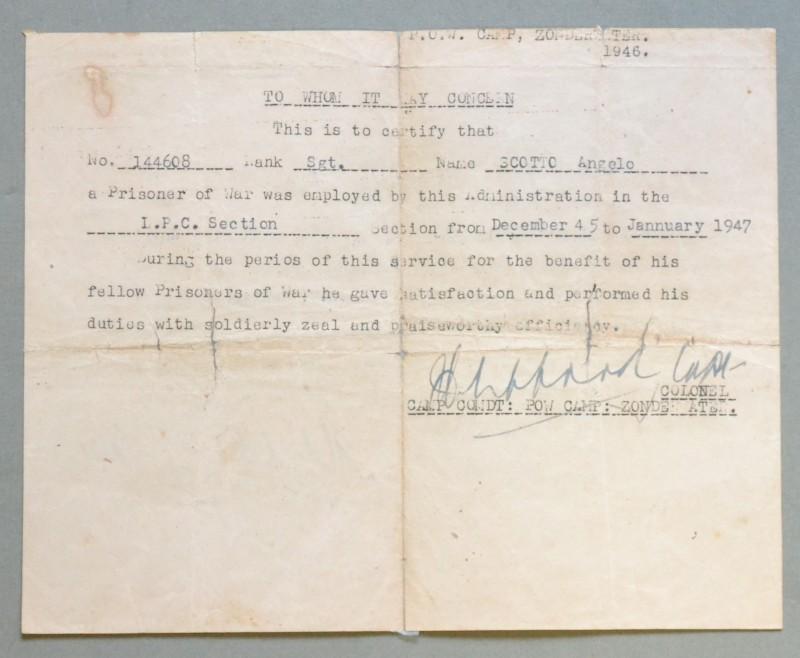 P.O.W. CAMP, ZONDERWATER.
1946.
TO WHOM IT MAY CONCERN
This is to certify that
No. 144608 Rank Sgt. Name SCOTTO Angelo
a Prisoner of War was employed by this Administration in the
I.P.C. Section Section from December 45 to Jannuary 1947
During the perios of this service for the benefit of his
fellow Prisoners of War he gave satisfaction and performed his
duties with soldierly zeal and praiseworthy efficiency.
Capt
COLONEL
CAMP CONDT: POW CAMP: ZONDERWATER.